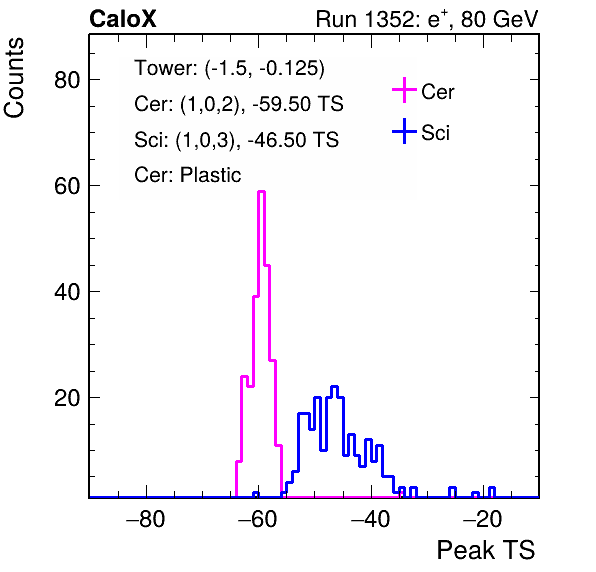 CaloX Run 1352: e⁺, 80 GeV
Counts
Tower: (-1.5, -0.125)
Cer: (1,0,2), -59.50 TS
Sci: (1,0,3), -46.50 TS
Cer: Plastic
Cer
Sci
80
60
40
20
−80 −60 −40 −20
Peak TS